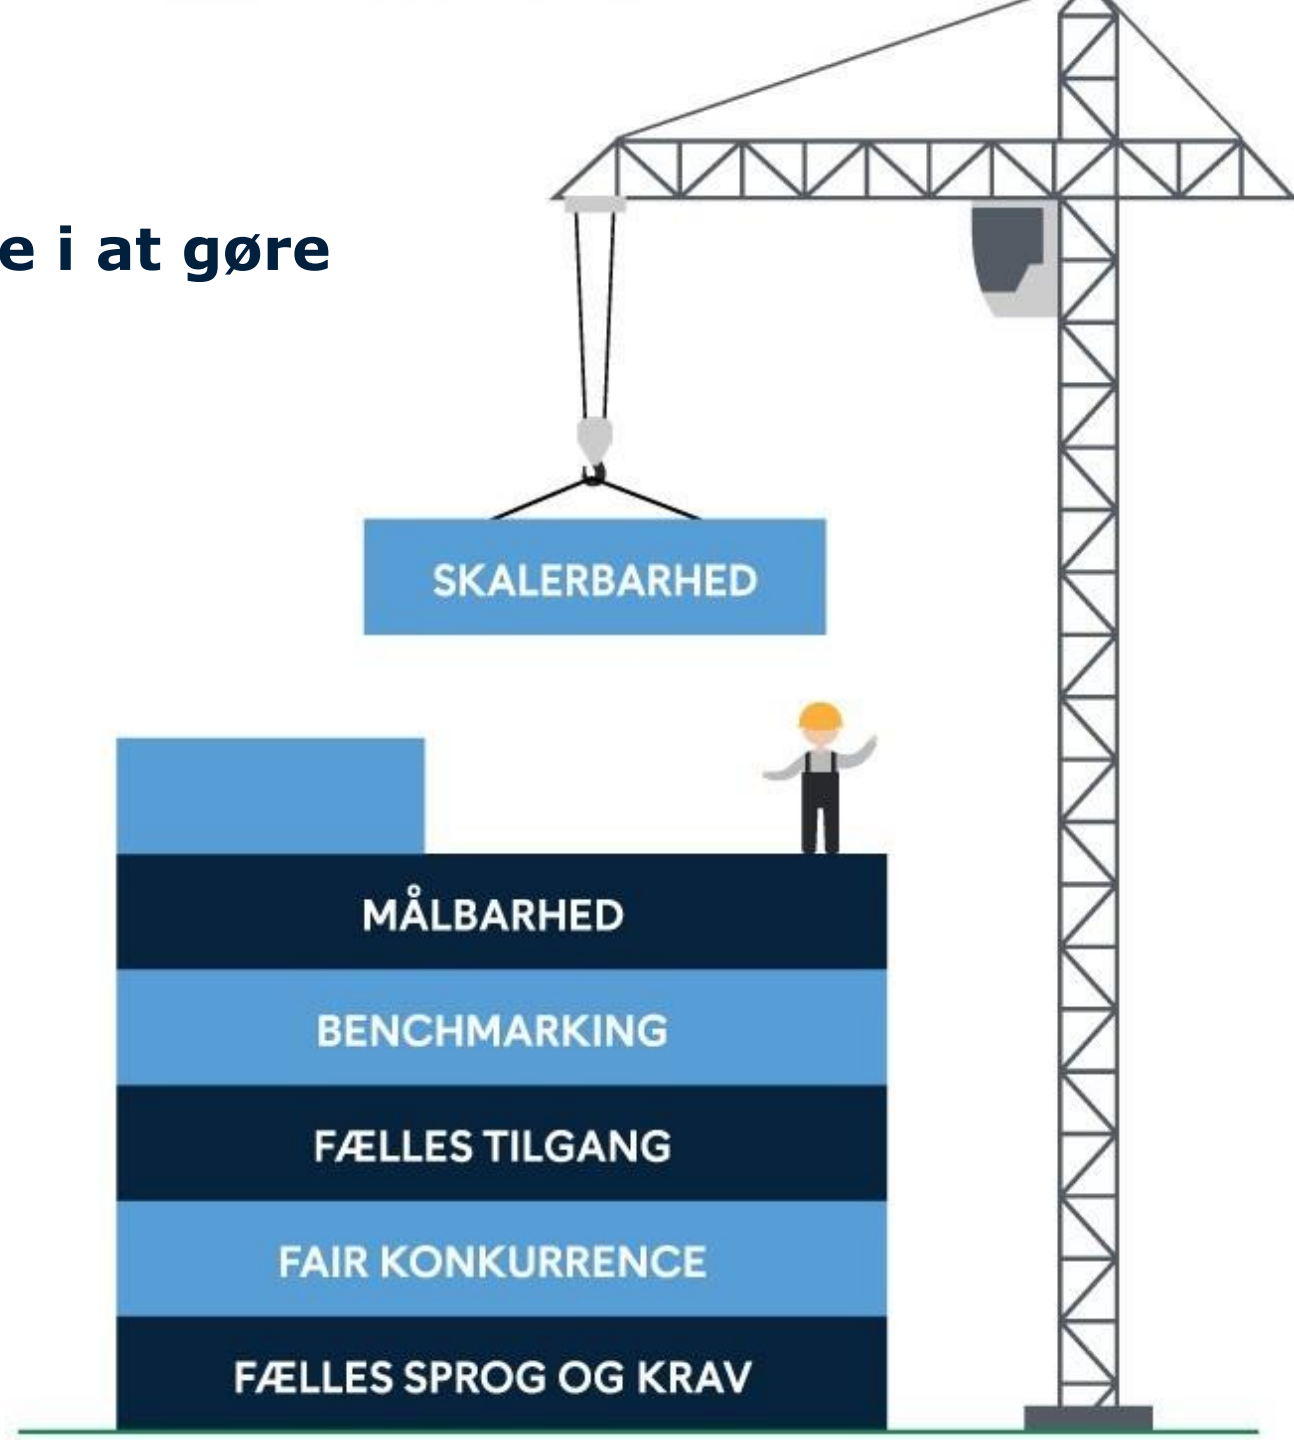 e i at gøre
SKALERBARHED
MÅLBARHED
BENCHMARKING
FÆLLES TILGANG
FAIR KONKURRENCE
FÆLLES SPROG OG KRAV